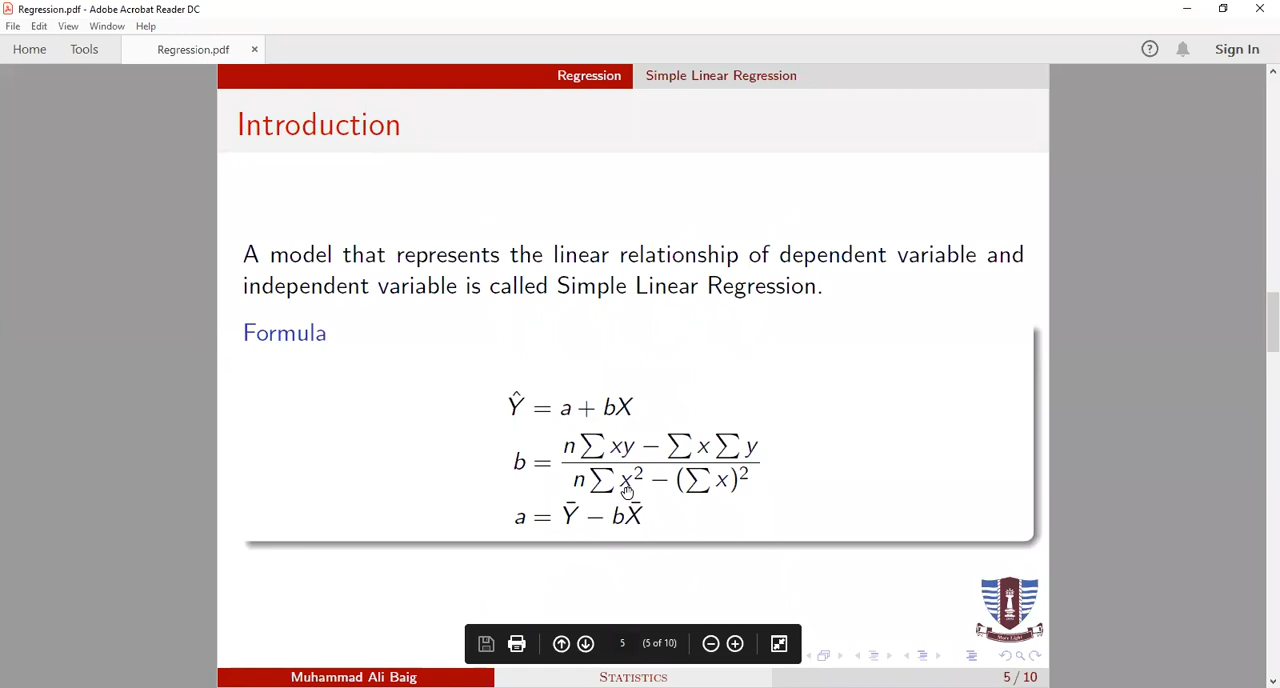 Regression.pdf - Adobe Acrobat Reader DC
File Edit View Window Help
Home Tools Regression.pdf × ? Sign In
Regression Simple Linear Regression
Introduction
A model that represents the linear relationship of dependent variable and
independent variable is called Simple Linear Regression.
Formula
Ŷ = a + bX
b = \frac{n∑xy − ∑x∑y}{n∑x² − (∑x)²}
a = Ȳ − bX̄
5 (5 of 10)
Muhammad Ali Baig STATISTICS 5 / 10